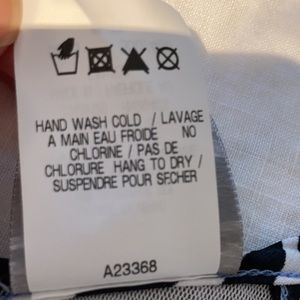 HAND WASH COLD / LAVAGE
A MAIN EAU FROIDE NO
CHLORINE / PAS DE
CHLORURE HANG TO DRY /
SUSPENDRE POUR SECHER
A23368